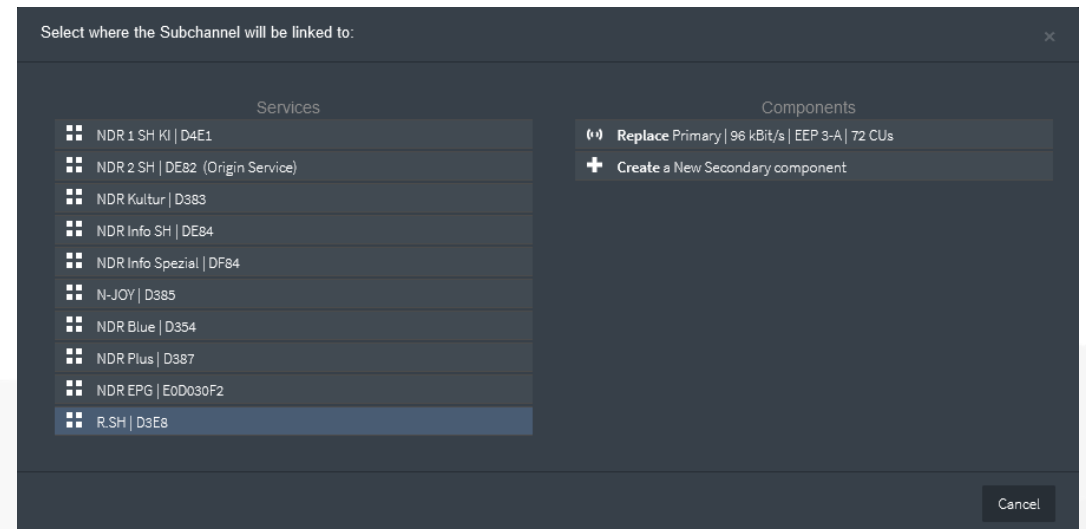 Select where the Subchannel will be linked to:
×
Services
NDR 1 SH KI | D4E1
NDR 2 SH | DE82 (Origin Service)
NDR Kultur | D383
NDR Info SH | DE84
NDR Info Spezial | DF84
N-JOY | D385
NDR Blue | D354
NDR Plus | D387
NDR EPG | E0D030F2
R.SH | D3E8
Components
Replace Primary | 96 kBit/s | EEP 3-A | 72 CUs
Create a New Secondary component
Cancel